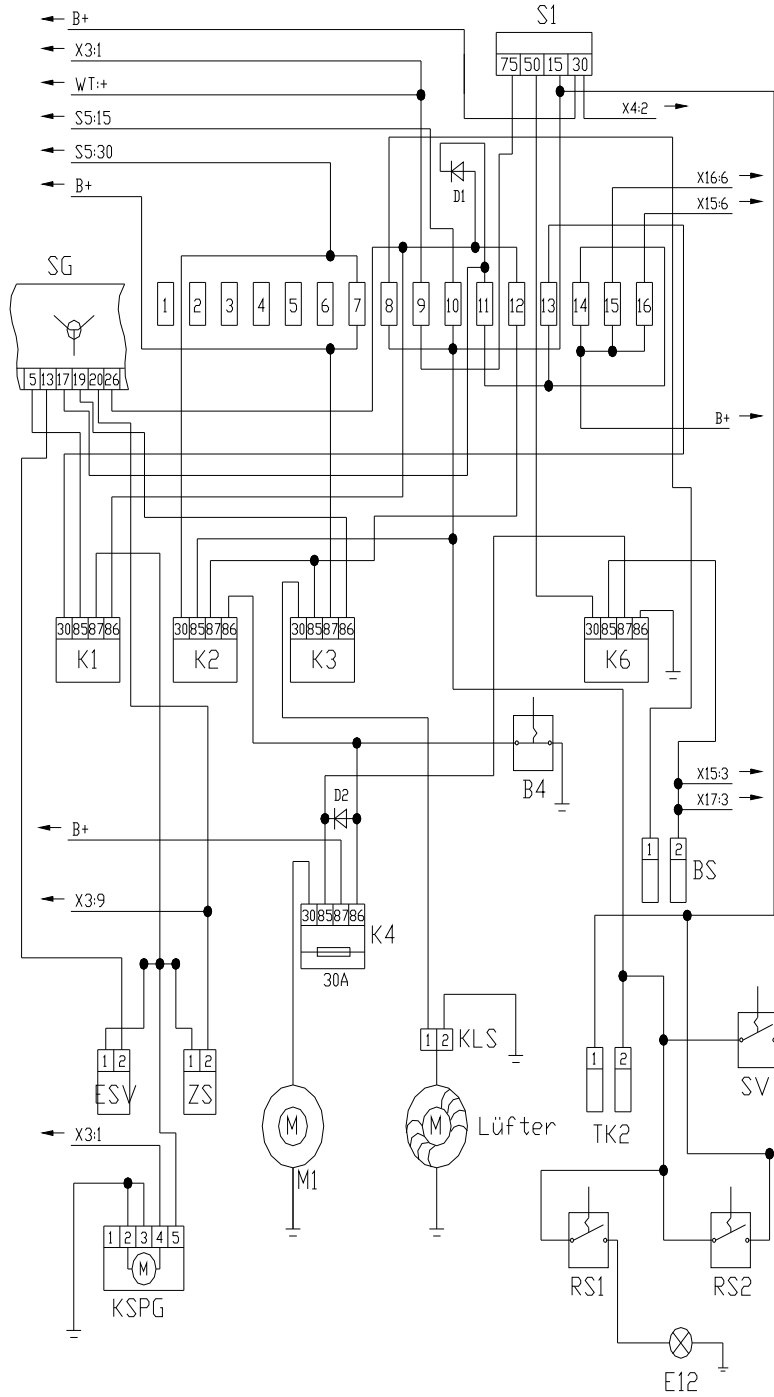 B+
S1
X3:1
75 50 15 30
WT:+
X4:2
S5:15
S5:30
D1
X16:6
B+
X15:6
SG
1 2 3 4 5 6 7 8 9 10 11 12 13 14 15 16
5 13 17 19 20 26
B+
30 85 87 86
K1
30 85 87 86
K2
30 85 87 86
K3
30 85 87 86
K6
B4
X15:3
X17:3
D2
B+
1 2
BS
X3:9
30 85 87 86
K4
30A
1 2
KLS
1 2
ESV
1 2
ZS
1 2
TK2
SV
M
M1
M
Lüfter
X3:1
1 2 3 4 5
M
KSPG
RS1
RS2
E12